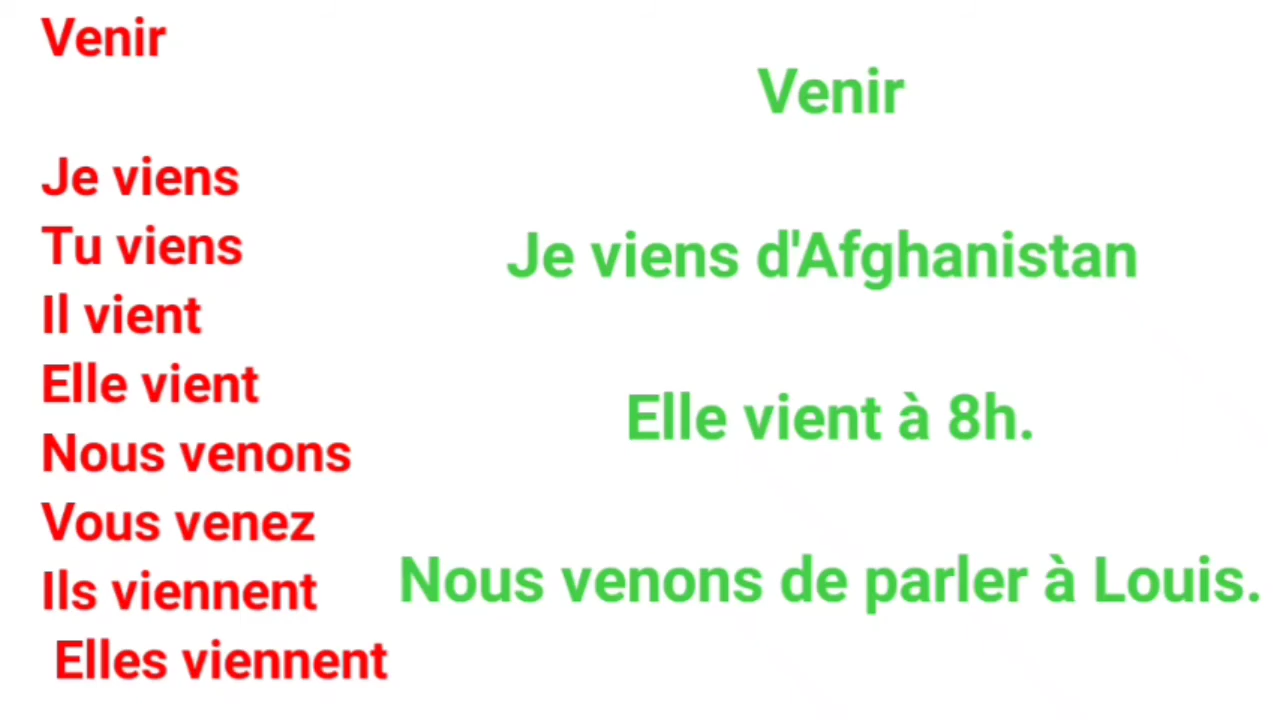 Venir
Je viens
Tu viens
Il vient
Elle vient
Nous venons
Vous venez
Ils viennent
Elles viennent
Venir
Je viens d'Afghanistan
Elle vient à 8h.
Nous venons de parler à Louis.